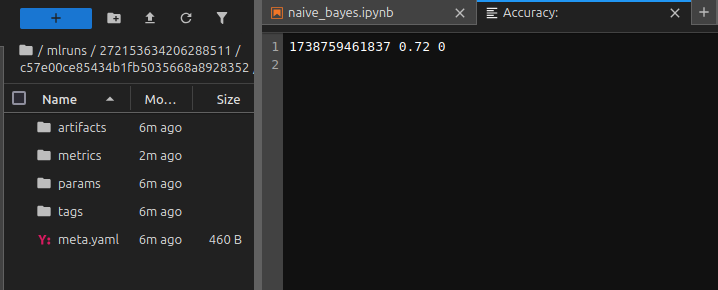 +
naive_bayes.ipynb
Accuracy:
+
/ mlruns / 272153634206288511 /
c57e00ce85434b1fb5035668a8928352 /
Name Mo... Size
artifacts 6m ago
metrics 2m ago
params 6m ago
tags 6m ago
Y: meta.yaml 6m ago 460 B
1 1738759461837 0.72 0
2